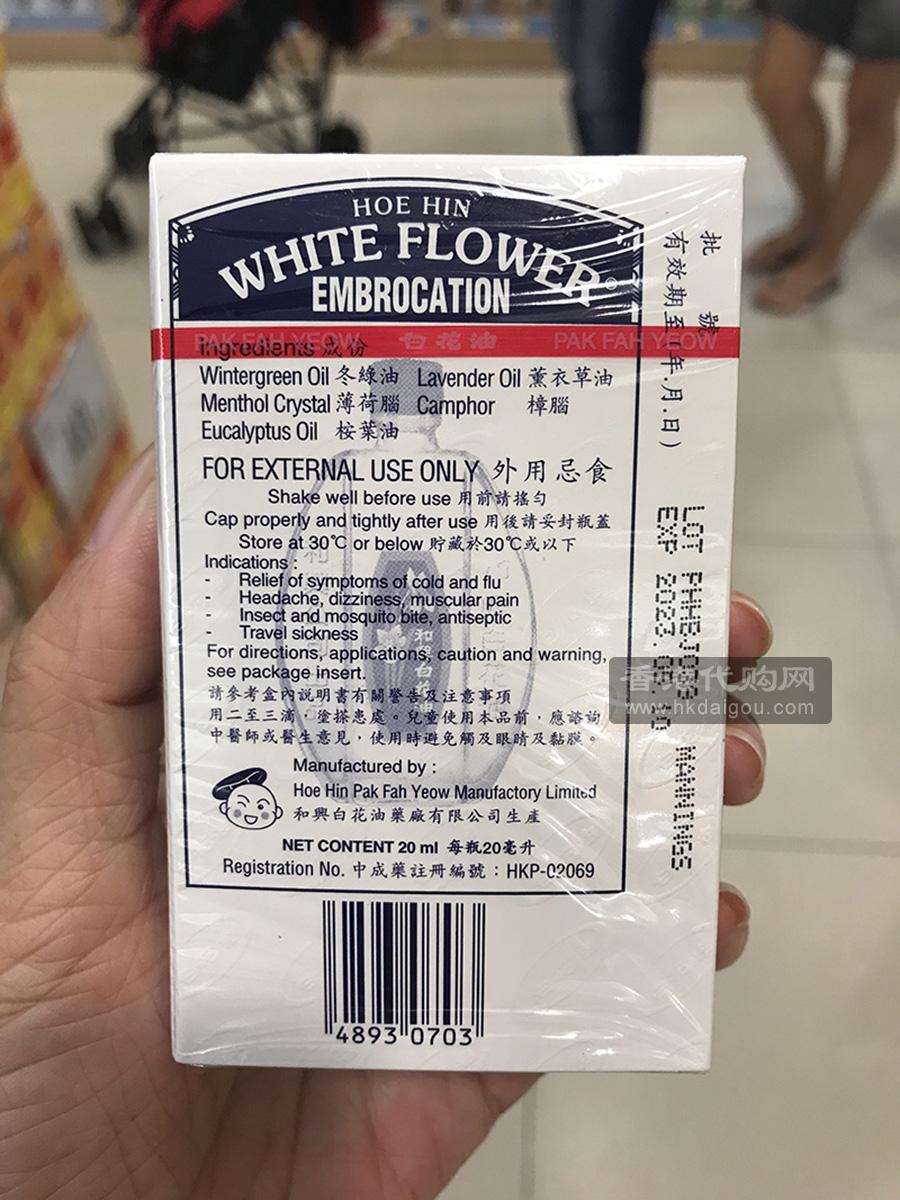 HOE HIN
WHITE FLOWER®
EMBROCATION
PAK FAH YEOW 白花油 PAK FAH YEOW
Ingredients 成份
Wintergreen Oil 冬綠油 Lavender Oil 薰衣草油
Menthol Crystal 薄荷腦 Camphor 樟腦
Eucalyptus Oil 桉葉油
FOR EXTERNAL USE ONLY 外用忌食
Shake well before use 用前請搖勻
Cap properly and tightly after use 用後請妥封瓶蓋
Store at 30℃ or below 貯藏於30℃或以下
Indications :
- Relief of symptoms of cold and flu
- Headache, dizziness, muscular pain
- Insect and mosquito bite, antiseptic
- Travel sickness
For directions, applications, caution and warning,
see package insert.
請參考盒內說明書有關警告及注意事項
用二至三滴，塗搽患處。兒童使用本品前，應諮詢
中醫師或醫生意見，使用時避免觸及眼睛及黏膜。
Manufactured by :
Hoe Hin Pak Fah Yeow Manufactory Limited
和興白花油藥廠有限公司生產
NET CONTENT 20 ml 每瓶20毫升
Registration No. 中成藥註冊編號：HKP-02069
4893 0703
批 號
有效期至(年.月.日)
LOT
EXP 2023
MANNINGS
和興白花油
香港代购网
www.hkdaigou.com